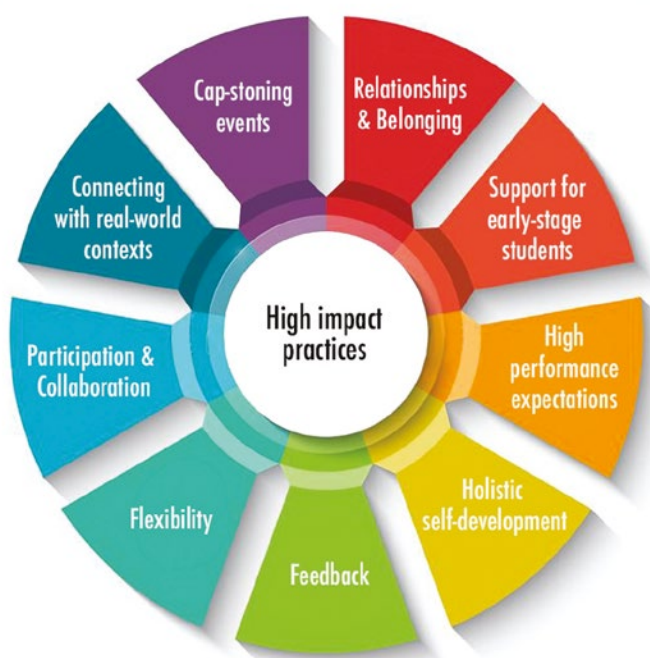 High impact
practices
Relationships
& Belonging
Support for
early-stage
students
High
performance
expectations
Holistic
self-development
Feedback
Flexibility
Participation &
Collaboration
Connecting
with real-world
contexts
Cap-stoning
events